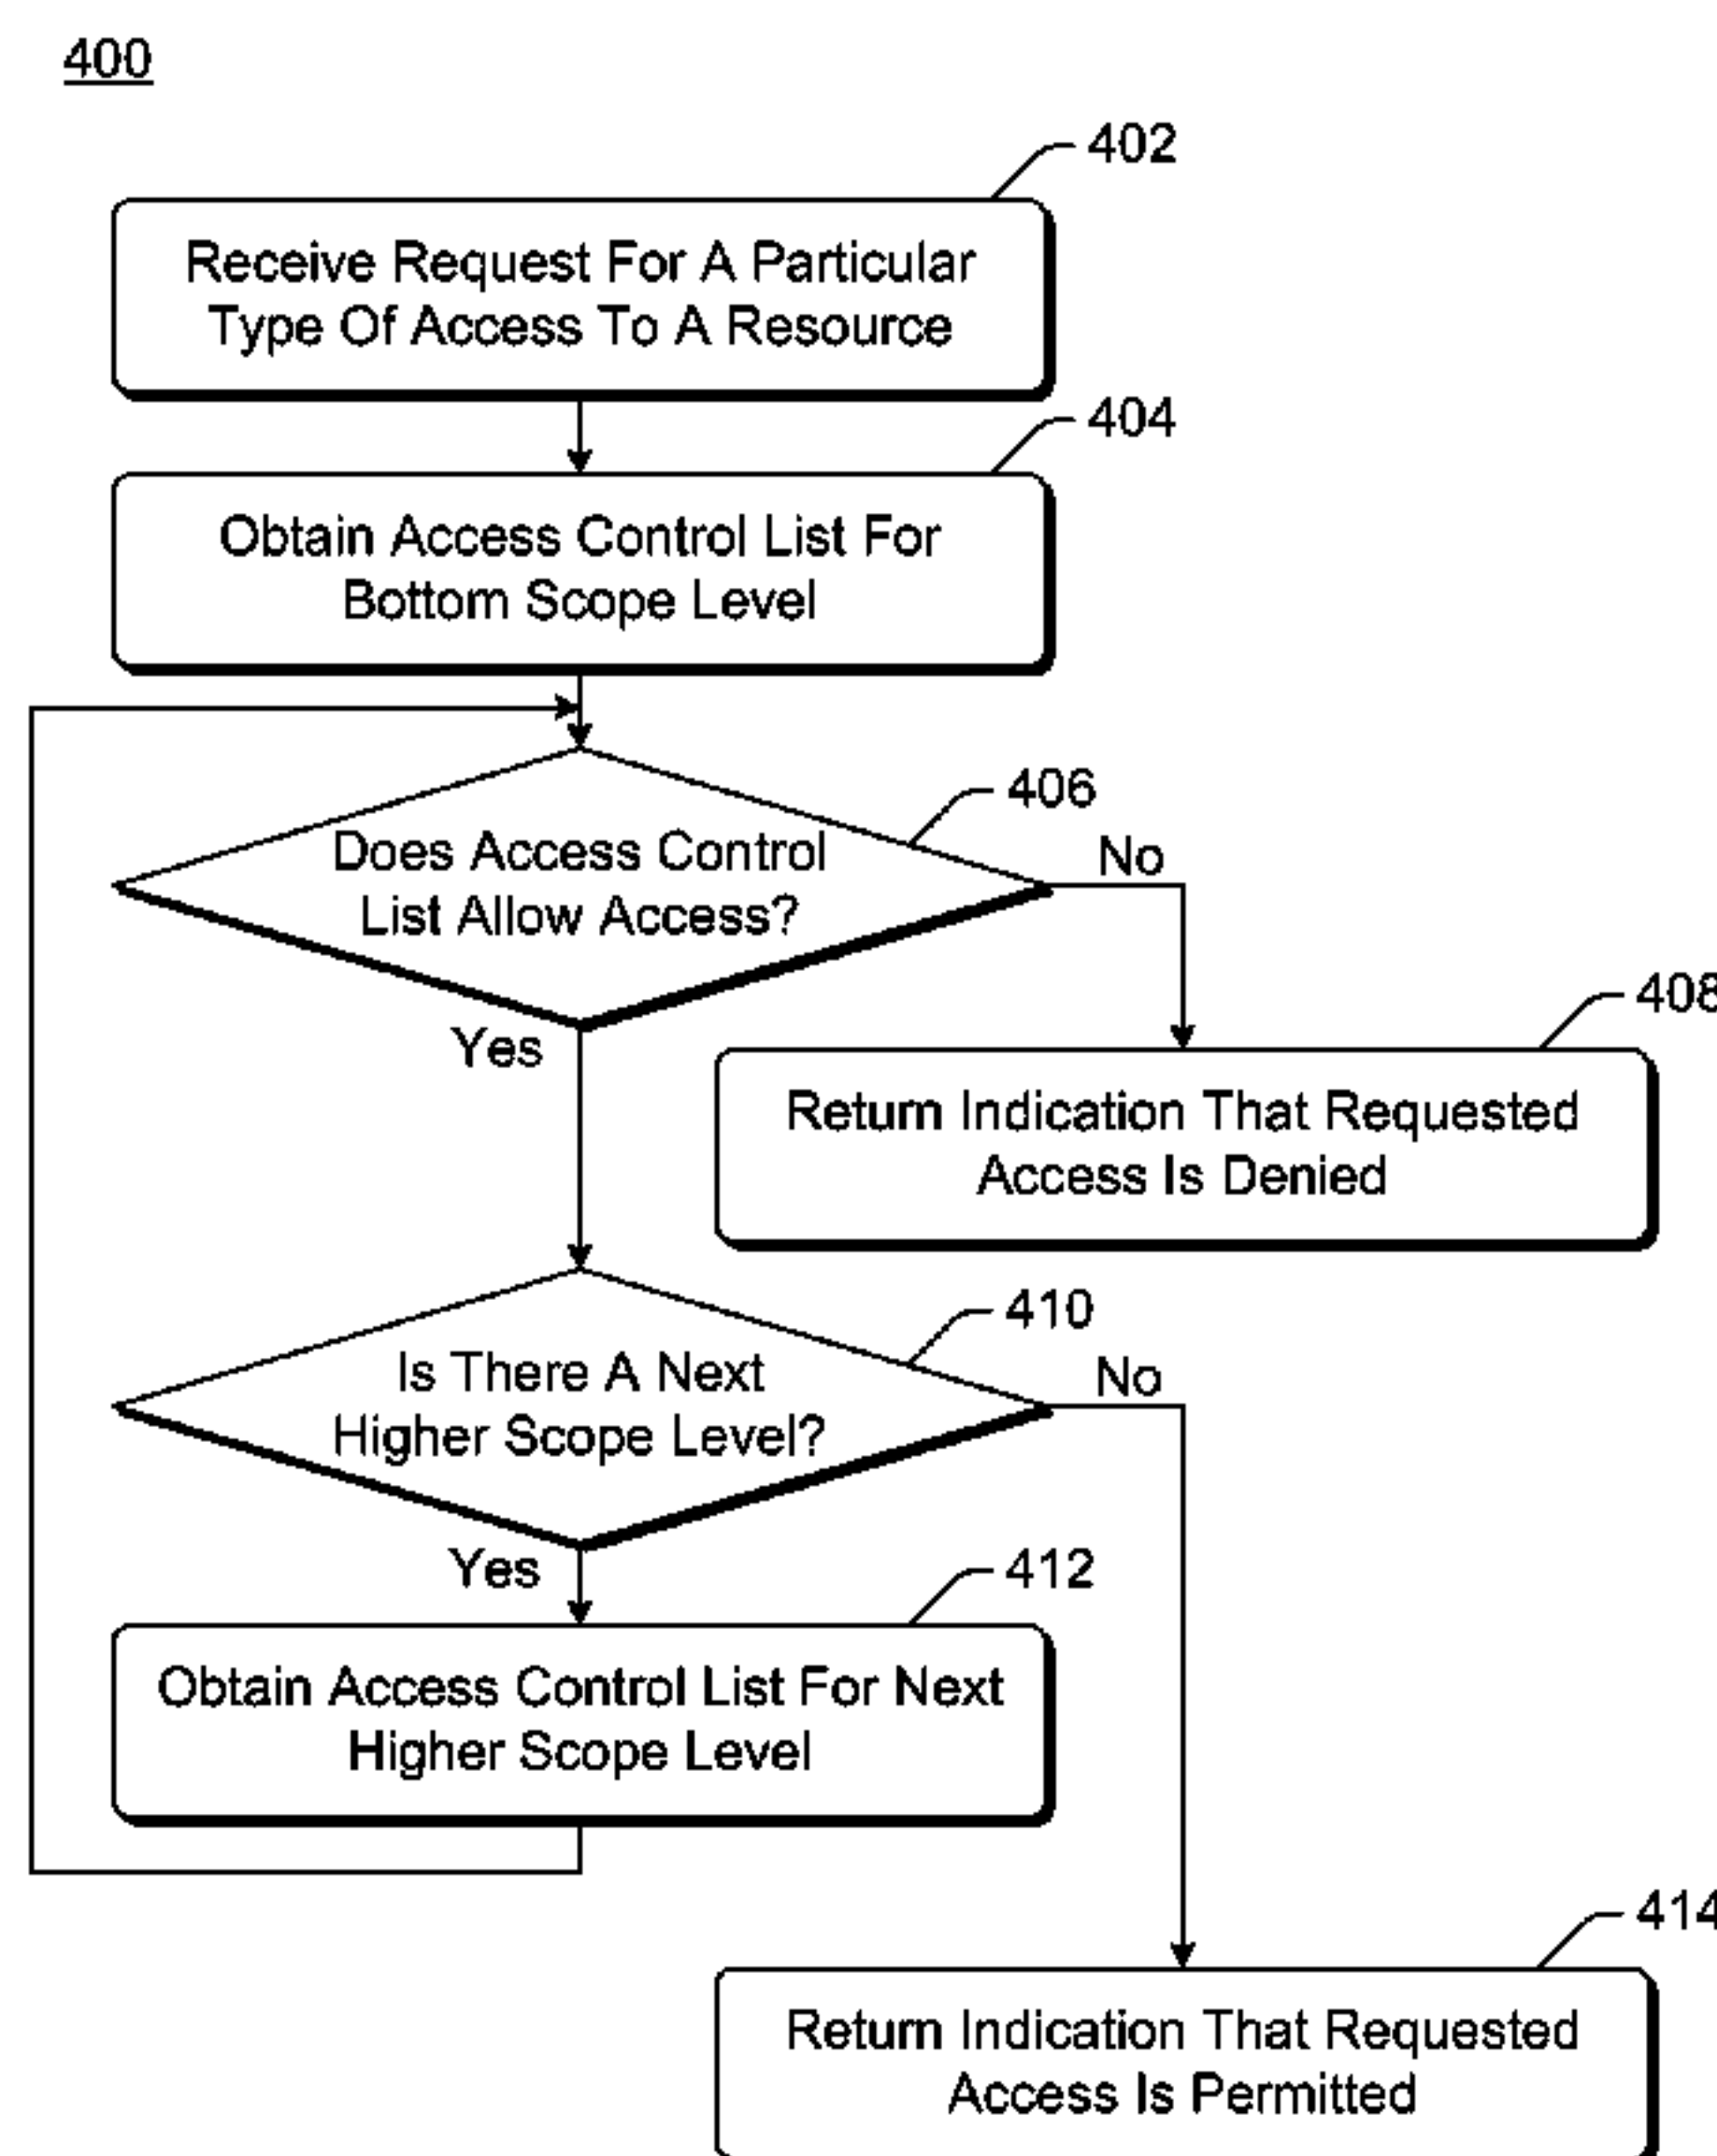 400
402
Receive Request For A Particular
Type Of Access To A Resource
404
Obtain Access Control List For
Bottom Scope Level
406
Does Access Control
List Allow Access?
No
Yes
408
Return Indication That Requested
Access Is Denied
410
Is There A Next
Higher Scope Level?
No
Yes
412
Obtain Access Control List For Next
Higher Scope Level
414
Return Indication That Requested
Access Is Permitted